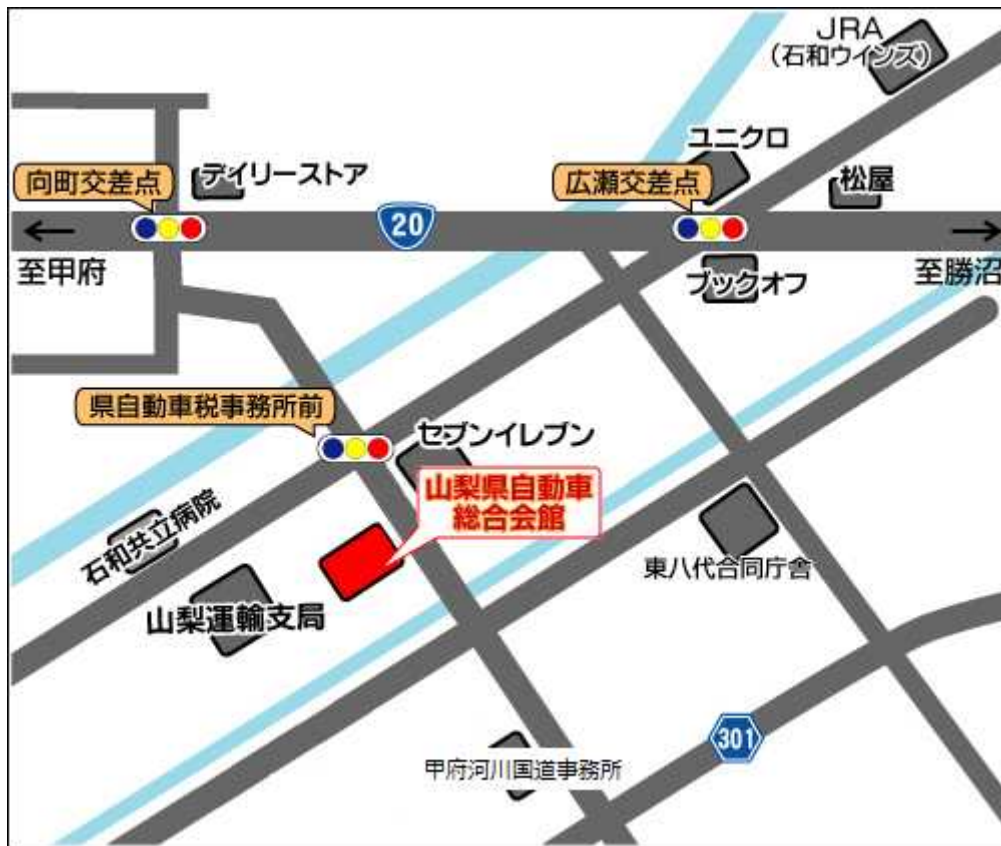 JRA
(石和ウインズ)
ユニクロ
向町交差点
デイリーストア
広瀬交差点
松屋
20
至甲府
ブックオフ
至勝沼
県自動車税事務所前
セブンイレブン
山梨県自動車
総合会館
石和共立病院
東八代合同庁舎
山梨運輸支局
301
甲府河川国道事務所